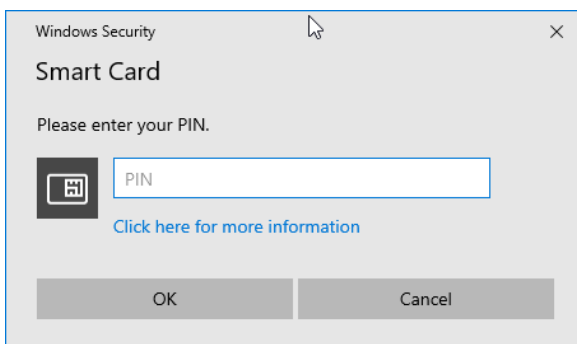 Windows Security
Smart Card
Please enter your PIN.
PIN
Click here for more information
OK
Cancel